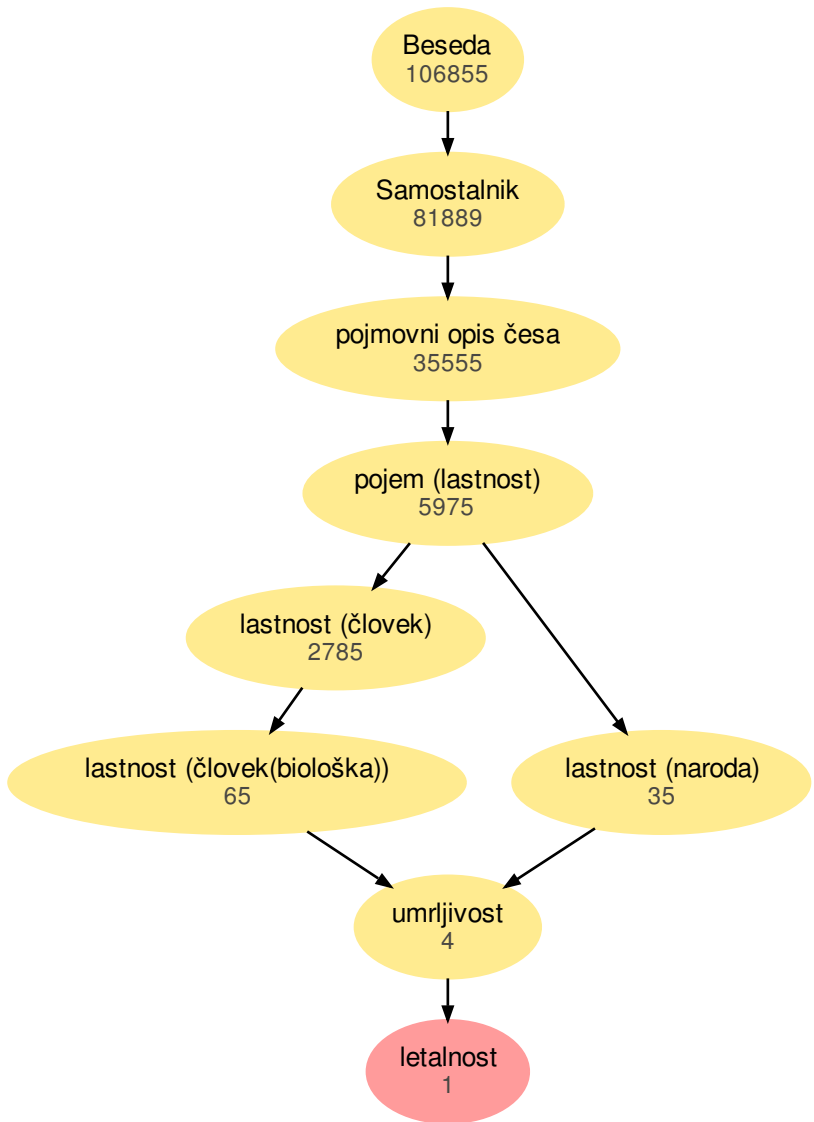 Beseda
106855
Samostalnik
81889
pojmovni opis česa
35555
pojem (lastnost)
5975
lastnost (človek)
2785
lastnost (človek(biološka))
65
lastnost (naroda)
35
umrljivost
4
letalnost
1